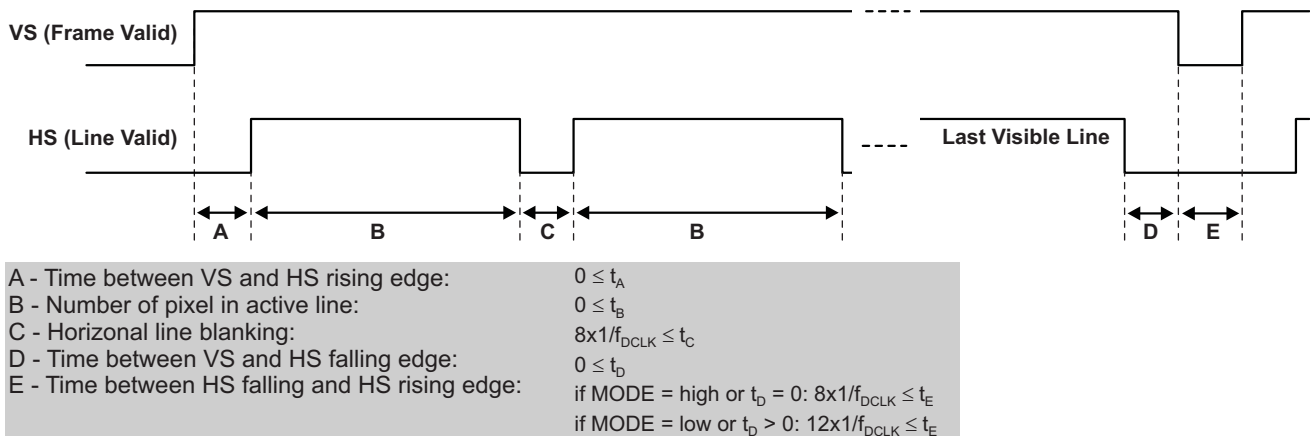 VS (Frame Valid)
HS (Line Valid)
Last Visible Line
A B C B D E
A - Time between VS and HS rising edge: 0 ≤ tA
B - Number of pixel in active line: 0 ≤ tB
C - Horizonal line blanking: 8x1/fDCLK ≤ tC
D - Time between VS and HS falling edge: 0 ≤ tD
E - Time between HS falling and HS rising edge: if MODE = high or tD = 0: 8x1/fDCLK ≤ tE
if MODE = low or tD > 0: 12x1/fDCLK ≤ tE